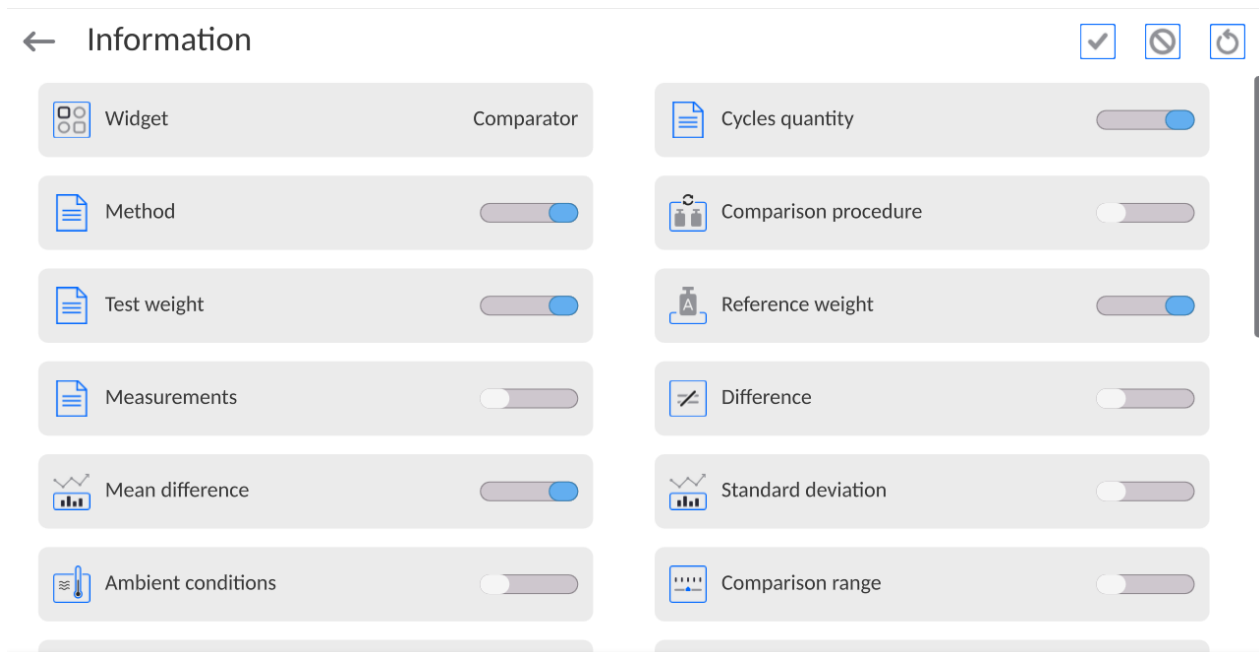 Information
Widget Comparator
Cycles quantity
Method
Comparison procedure
Test weight
A
Reference weight
Measurements
Difference
Mean difference
Standard deviation
Ambient conditions
Comparison range